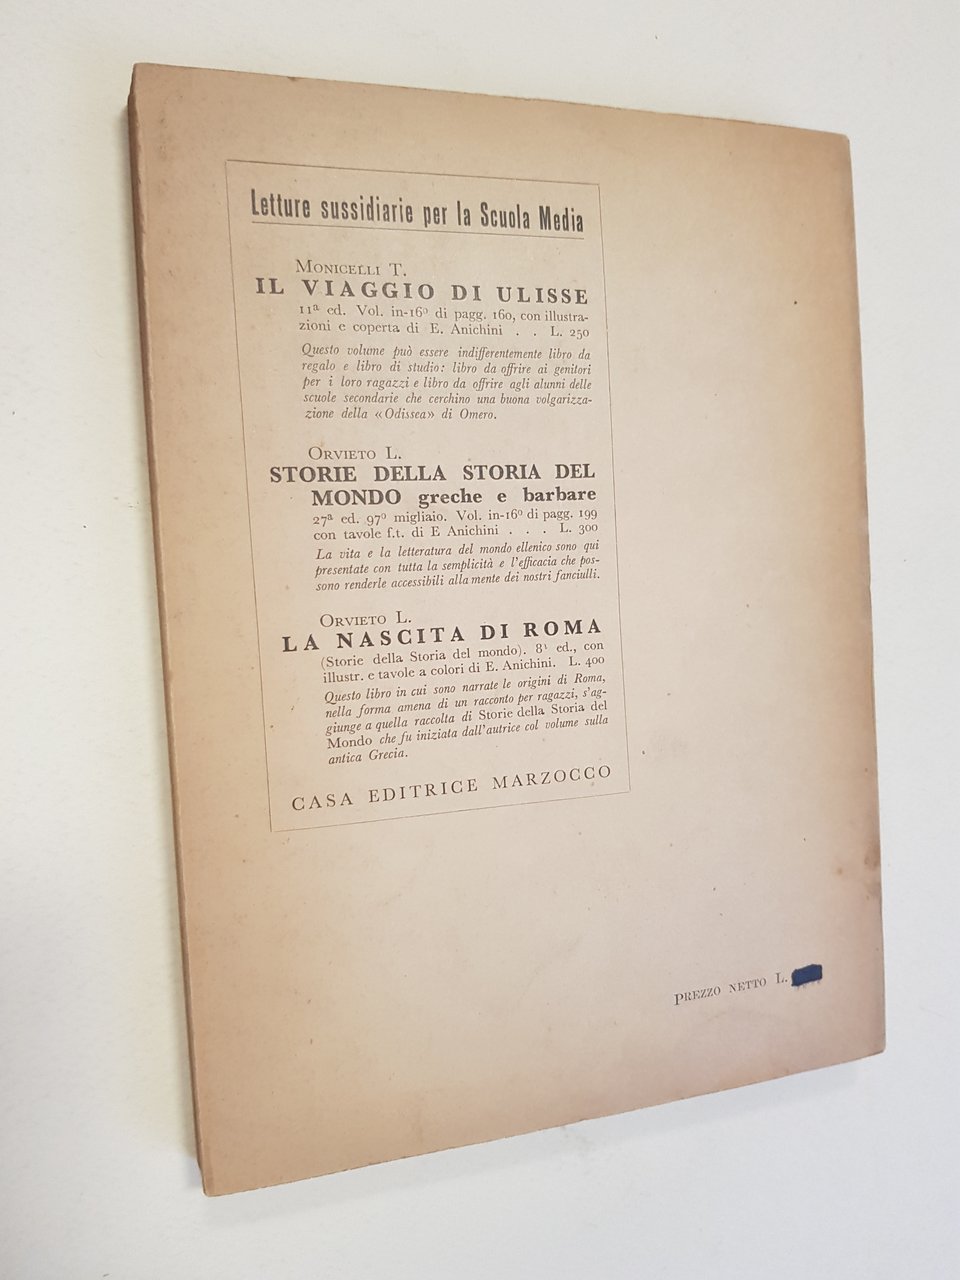 Letture sussidiarie per la Scuola Media
Monicelli T.
IL VIAGGIO DI ULISSE
11ª ed. Vol. in-16º di pagg. 160, con illustra-
zioni e coperta di E. Anichini . . L. 250
Questo volume può essere indifferentemente libro da
regalo e libro di studio: libro da offrire ai genitori
per i loro ragazzi e libro da offrire agli alunni delle
scuole secondarie che cerchino una buona volgarizza-
zione della «Odissea» di Omero.
Orvieto L.
STORIE DELLA STORIA DEL
MONDO greche e barbare
27ª ed. 97º migliaio. Vol. in-16º di pagg. 199
con tavole f.t. di E Anichini . . . L. 300
La vita e la letteratura del mondo ellenico sono qui
presentate con tutta la semplicità e l'efficacia che pos-
sono renderle accessibili alla mente dei nostri fanciulli.
Orvieto L.
LA NASCITA DI ROMA
(Storie della Storia del mondo). 8ª ed., con
illustr. e tavole a colori di E. Anichini. L. 400
Questo libro in cui sono narrate le origini di Roma,
nella forma amena di un racconto per ragazzi, s'ag-
giunge a quella raccolta di Storie della Storia del
Mondo che fu iniziata dall'autrice col volume sulla
antica Grecia.
CASA EDITRICE MARZOCCO
PREZZO NETTO L.